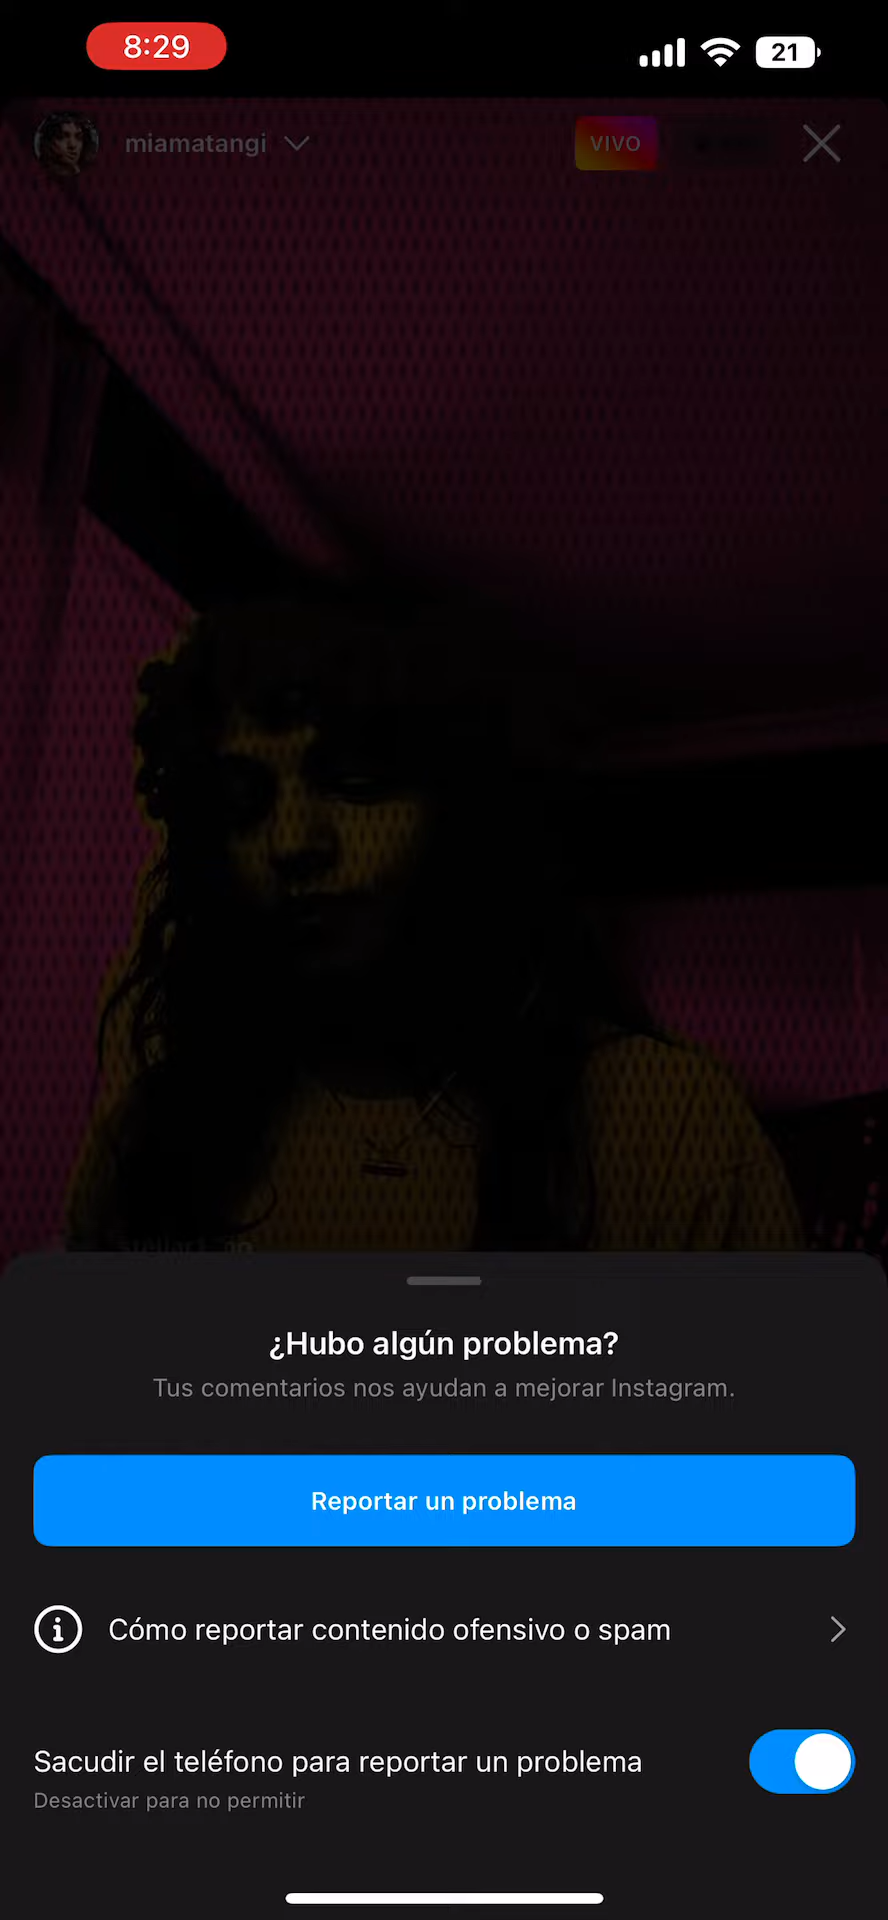 8:29
21
miamatangi
VIVO
¿Hubo algún problema?
Tus comentarios nos ayudan a mejorar Instagram.
Reportar un problema
Cómo reportar contenido ofensivo o spam
Sacudir el teléfono para reportar un problema
Desactivar para no permitir